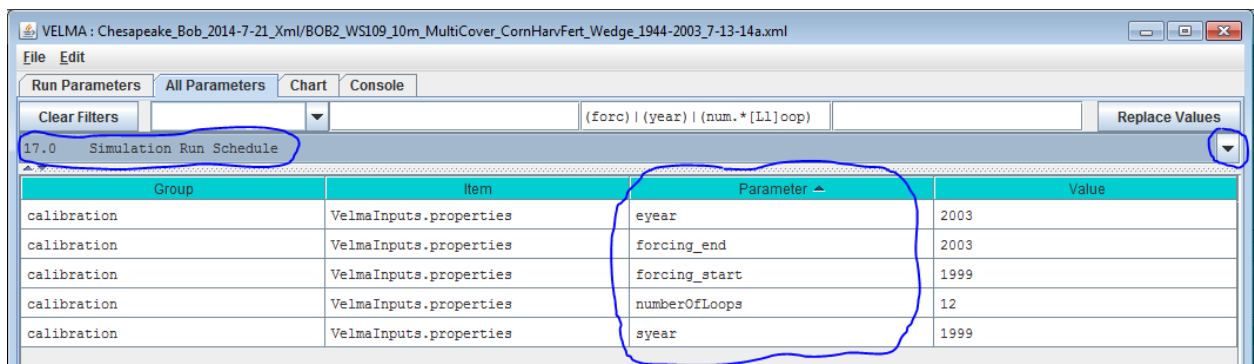 VELMA : Chesapeake_Bob_2014-7-21_Xml/BOB2_WS109_10m_MultiCover_CornHarvFert_Wedge_1944-2003_7-13-14a.xml
File Edit
Run Parameters All Parameters Chart Console
Clear Filters (forc)|(year)|(num.*[Ll]oop) Replace Values
17.0 Simulation Run Schedule
Group Item Parameter Value
calibration VelmaInputs.properties eyear 2003
calibration VelmaInputs.properties forcing_end 2003
calibration VelmaInputs.properties forcing_start 1999
calibration VelmaInputs.properties numberOfLoops 12
calibration VelmaInputs.properties syear 1999